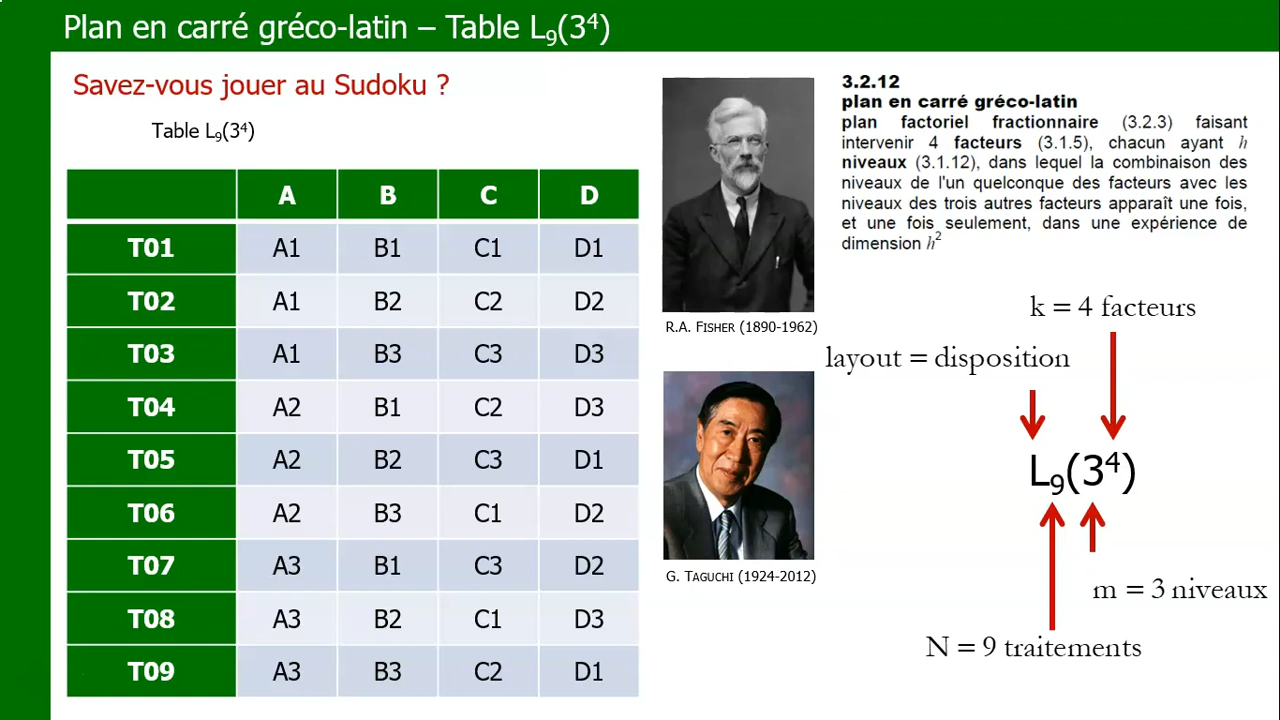 Plan en carré gréco-latin – Table L₉(3⁴)
Savez-vous jouer au Sudoku ?
Table L₉(3⁴)
A B C D
T01 A1 B1 C1 D1
T02 A1 B2 C2 D2
T03 A1 B3 C3 D3
T04 A2 B1 C2 D3
T05 A2 B2 C3 D1
T06 A2 B3 C1 D2
T07 A3 B1 C3 D2
T08 A3 B2 C1 D3
T09 A3 B3 C2 D1
R.A. FISHER (1890-1962)
G. TAGUCHI (1924-2012)
3.2.12
plan en carré gréco-latin
plan factoriel fractionnaire (3.2.3) faisant
intervenir 4 facteurs (3.1.5), chacun ayant h
niveaux (3.1.12), dans lequel la combinaison des
niveaux de l'un quelconque des facteurs avec les
niveaux des trois autres facteurs apparaît une fois,
et une fois seulement, dans une expérience de
dimension h²
k = 4 facteurs
layout = disposition
L₉(3⁴)
m = 3 niveaux
N = 9 traitements